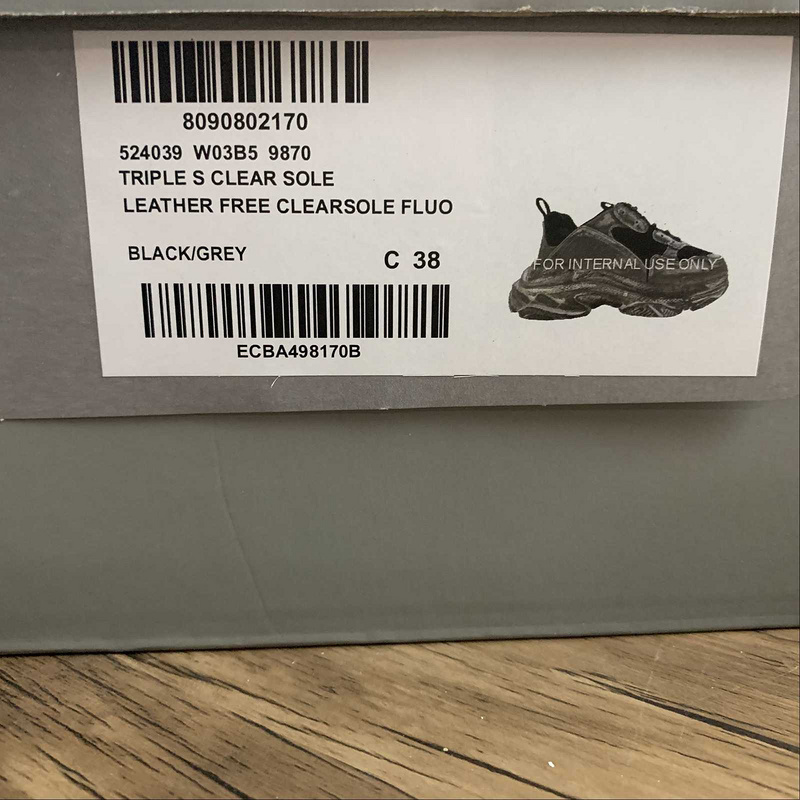 8090802170
524039 W03B5 9870
TRIPLE S CLEAR SOLE
LEATHER FREE CLEARSOLE FLUO
BLACK/GREY
C 38
FOR INTERNAL USE ONLY
ECBA498170B